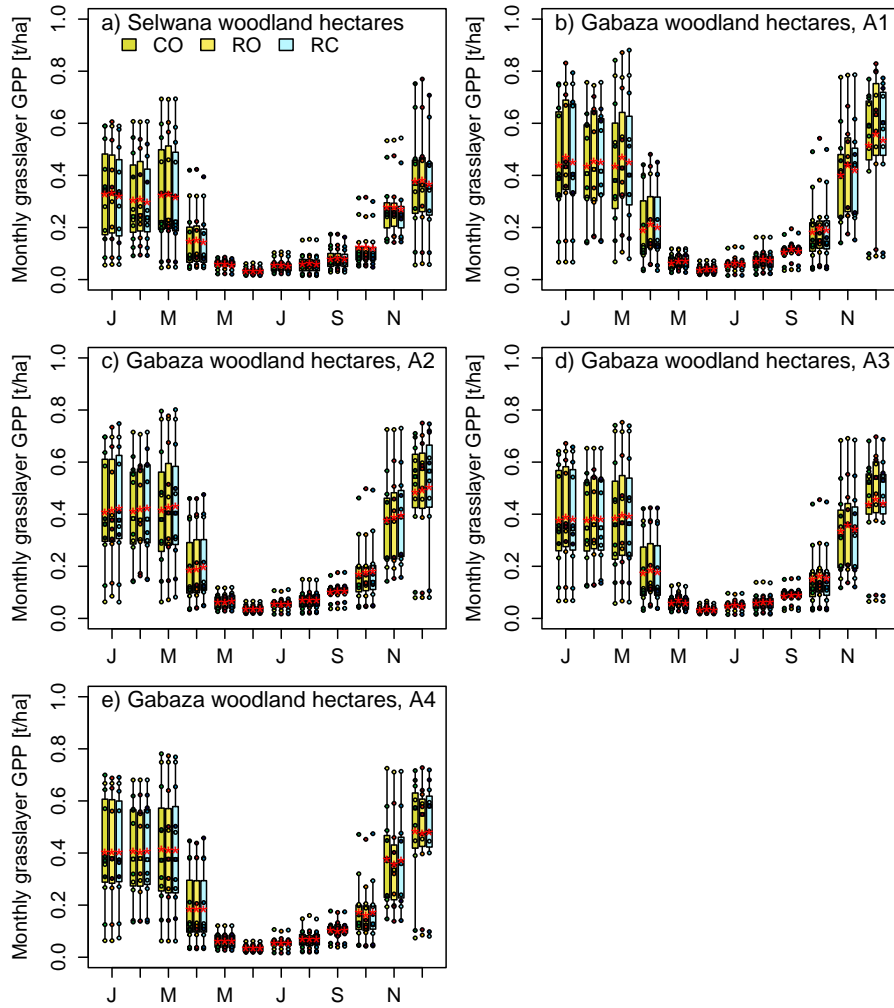 a) Selwana woodland hectares
CO RO RC
Monthly grasslayer GPP [t/ha]
0.0 0.2 0.4 0.6 0.8 1.0
J M M J S N
b) Gabaza woodland hectares, A1
Monthly grasslayer GPP [t/ha]
0.0 0.2 0.4 0.6 0.8 1.0
J M M J S N
c) Gabaza woodland hectares, A2
Monthly grasslayer GPP [t/ha]
0.0 0.2 0.4 0.6 0.8 1.0
J M M J S N
d) Gabaza woodland hectares, A3
Monthly grasslayer GPP [t/ha]
0.0 0.2 0.4 0.6 0.8 1.0
J M M J S N
e) Gabaza woodland hectares, A4
Monthly grasslayer GPP [t/ha]
0.0 0.2 0.4 0.6 0.8 1.0
J M M J S N